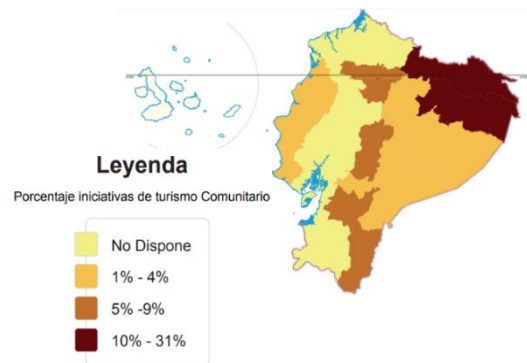 Leyenda
Porcentaje iniciativas de turismo Comunitario
No Dispone
1% - 4%
5% -9%
10% - 31%